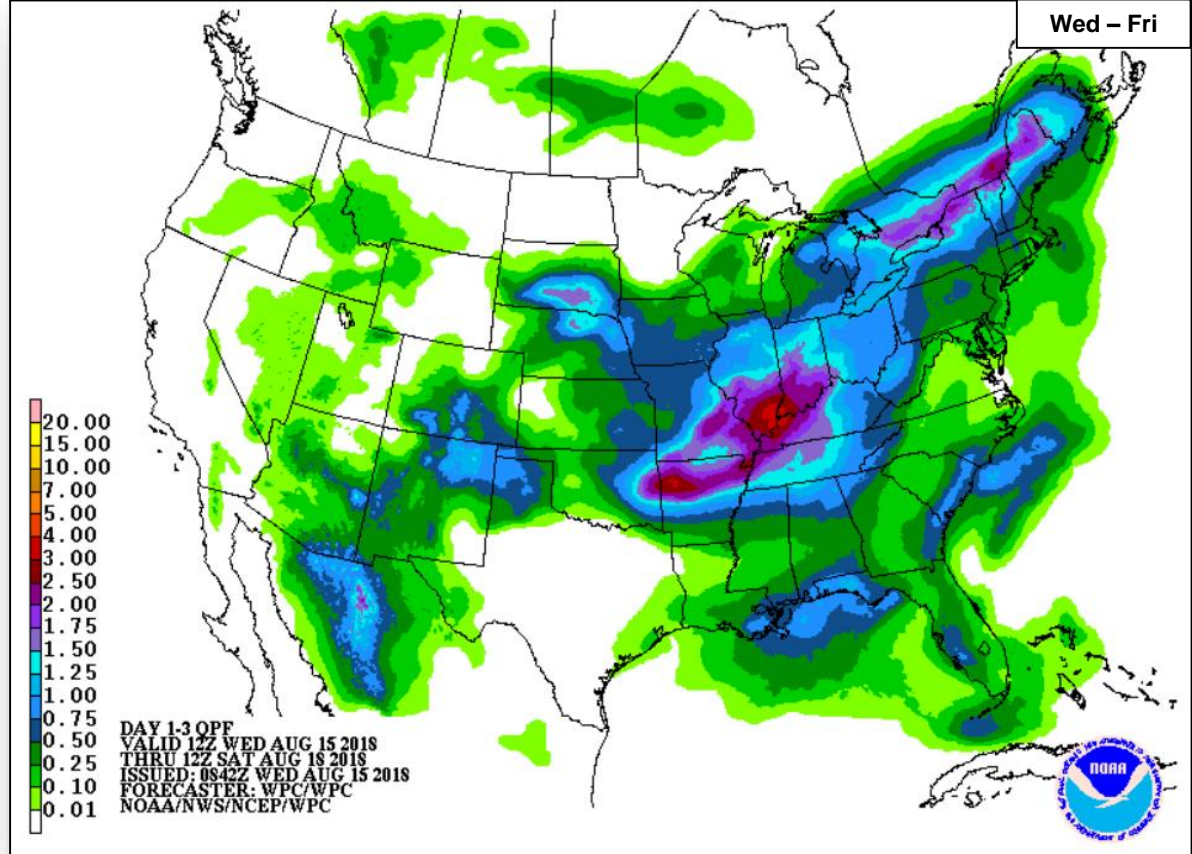 Wed – Fri
20.00
15.00
10.00
7.00
5.00
4.00
3.00
2.50
2.00
1.75
1.50
1.25
1.00
0.75
0.50
0.25
0.10
0.01
DAY 1-3 QPF
VALID 12Z WED AUG 15 2018
THRU 12Z SAT AUG 18 2018
ISSUED: 0842Z WED AUG 15 2018
FORECASTER: WPC/WPC
NOAA/NWS/NCEP/WPC
NOAA